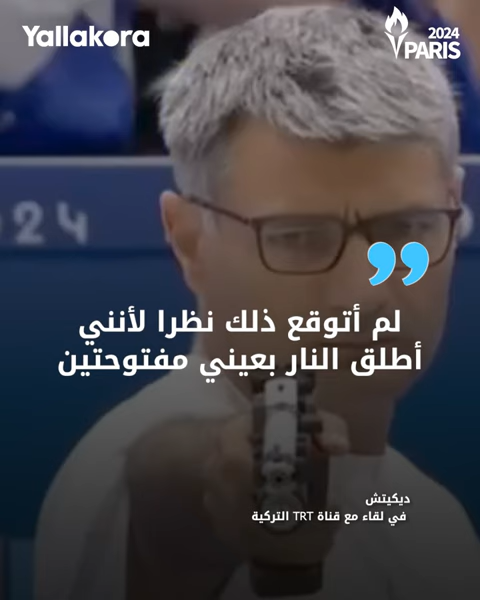 Yallakora
2024
PARIS
024
لم أتوقع ذلك نظرا لأنني
أطلق النار بعيني مفتوحتين
ديكيتش
في لقاء مع قناة TRT التركية